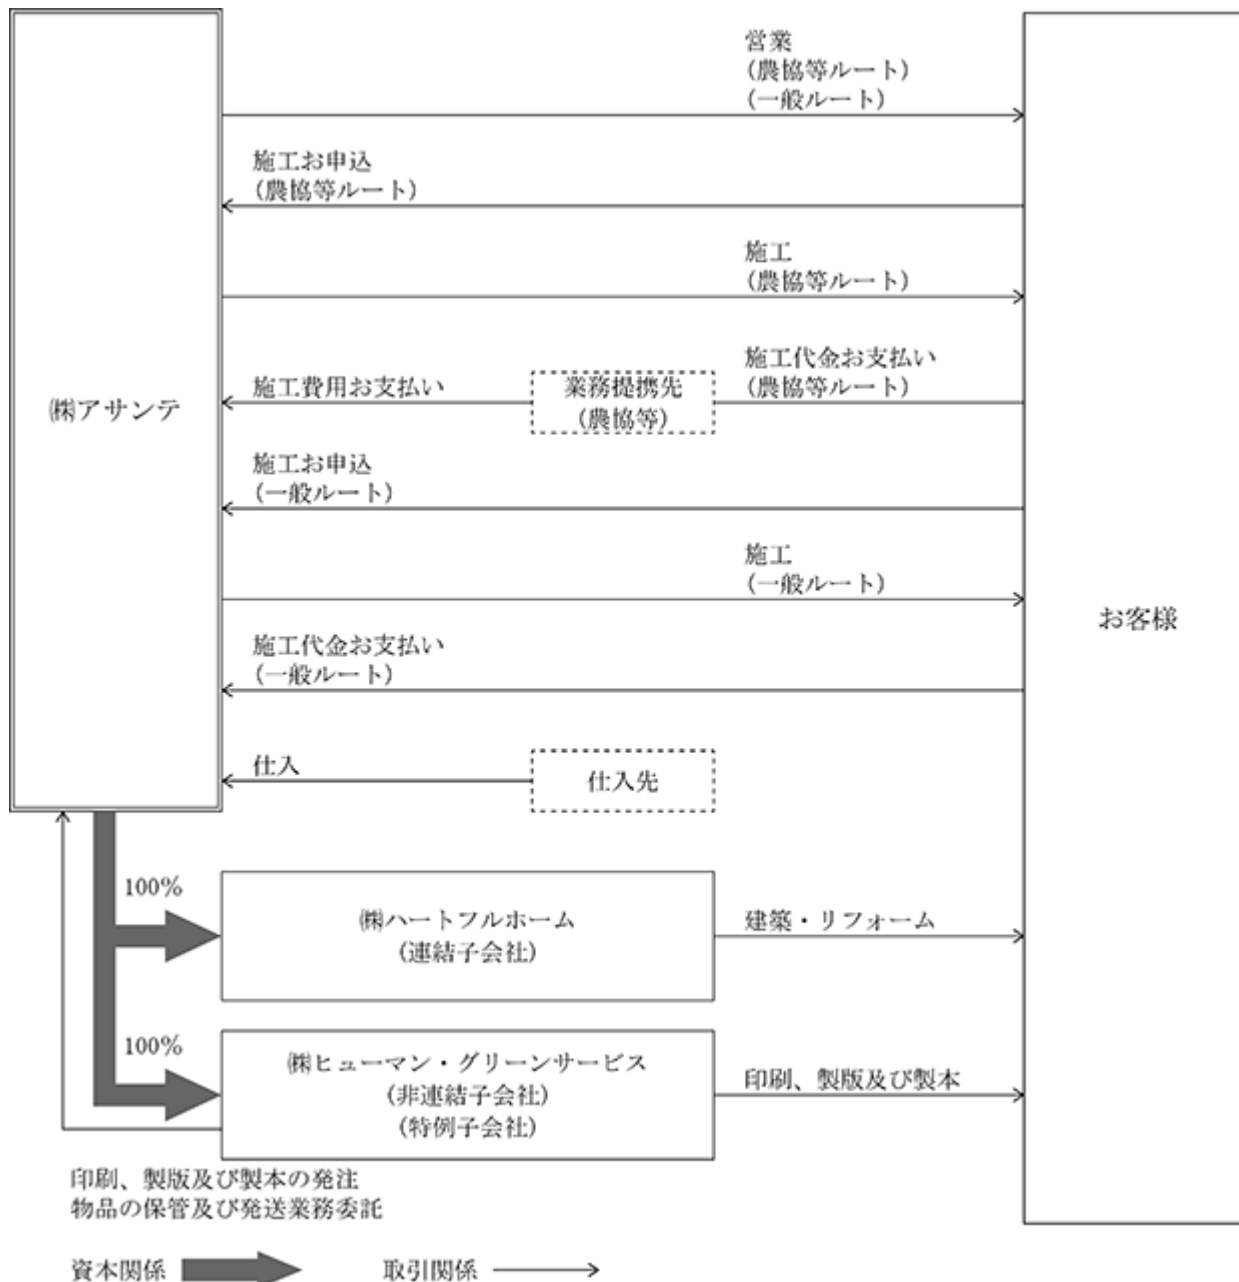 営業
(農協等ルート)
(一般ルート)
施工お申込
(農協等ルート)
施工
(農協等ルート)
施工代金お支払い
(農協等ルート)
施工費用お支払い
業務提携先
(農協等)
㈱アサンテ
施工お申込
(一般ルート)
施工
(一般ルート)
お客様
施工代金お支払い
(一般ルート)
仕入
仕入先
100%
㈱ハートフルホーム
(連結子会社)
建築・リフォーム
100%
㈱ヒューマン・グリーンサービス
(非連結子会社)
(特例子会社)
印刷、製版及び製本
印刷、製版及び製本の発注
物品の保管及び発送業務委託
資本関係
取引関係